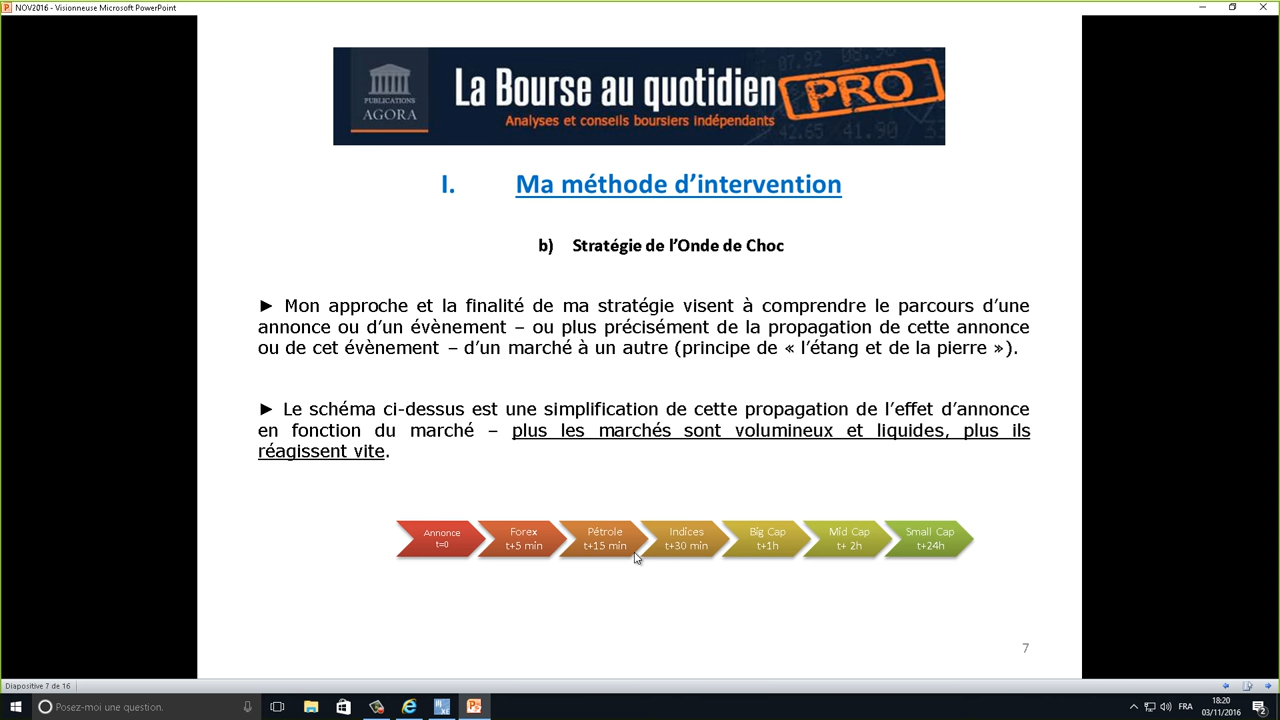 NOV2016 - Visionneuse Microsoft PowerPoint
PUBLICATIONS
AGORA
La Bourse au quotidien
PRO
Analyses et conseils boursiers indépendants
I. Ma méthode d’intervention
b) Stratégie de l’Onde de Choc
► Mon approche et la finalité de ma stratégie visent à comprendre le parcours d’une
annonce ou d’un évènement – ou plus précisément de la propagation de cette annonce
ou de cet évènement – d’un marché à un autre (principe de « l’étang et de la pierre »).
► Le schéma ci-dessus est une simplification de cette propagation de l’effet d’annonce
en fonction du marché – plus les marchés sont volumineux et liquides, plus ils
réagissent vite.
Annonce
t=0
Forex
t+5 min
Pétrole
t+15 min
Indices
t+30 min
Big Cap
t+1h
Mid Cap
t+ 2h
Small Cap
t+24h
7
Diapositive 7 de 16
Posez-moi une question.
FRA
18:20
03/11/2016
2